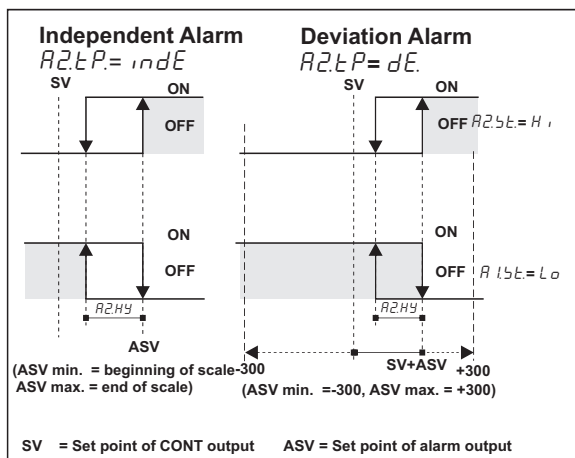 Independent Alarm
A2.tP.= indE
SV
ON
OFF
ON
OFF
A2.HY
ASV
(ASV min. = beginning of scale
ASV max. = end of scale)
Deviation Alarm
A2.tP= dE.
SV
ON
OFF
A2.St.= Hi
ON
OFF
A1.St.= Lo
A2.HY
-300
SV+ASV
+300
(ASV min. =-300, ASV max. = +300)
SV = Set point of CONT output ASV = Set point of alarm output